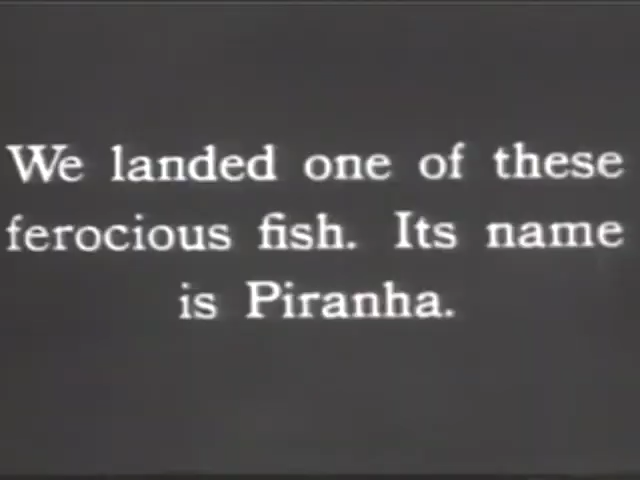 We landed one of these
ferocious fish. Its name
is Piranha.